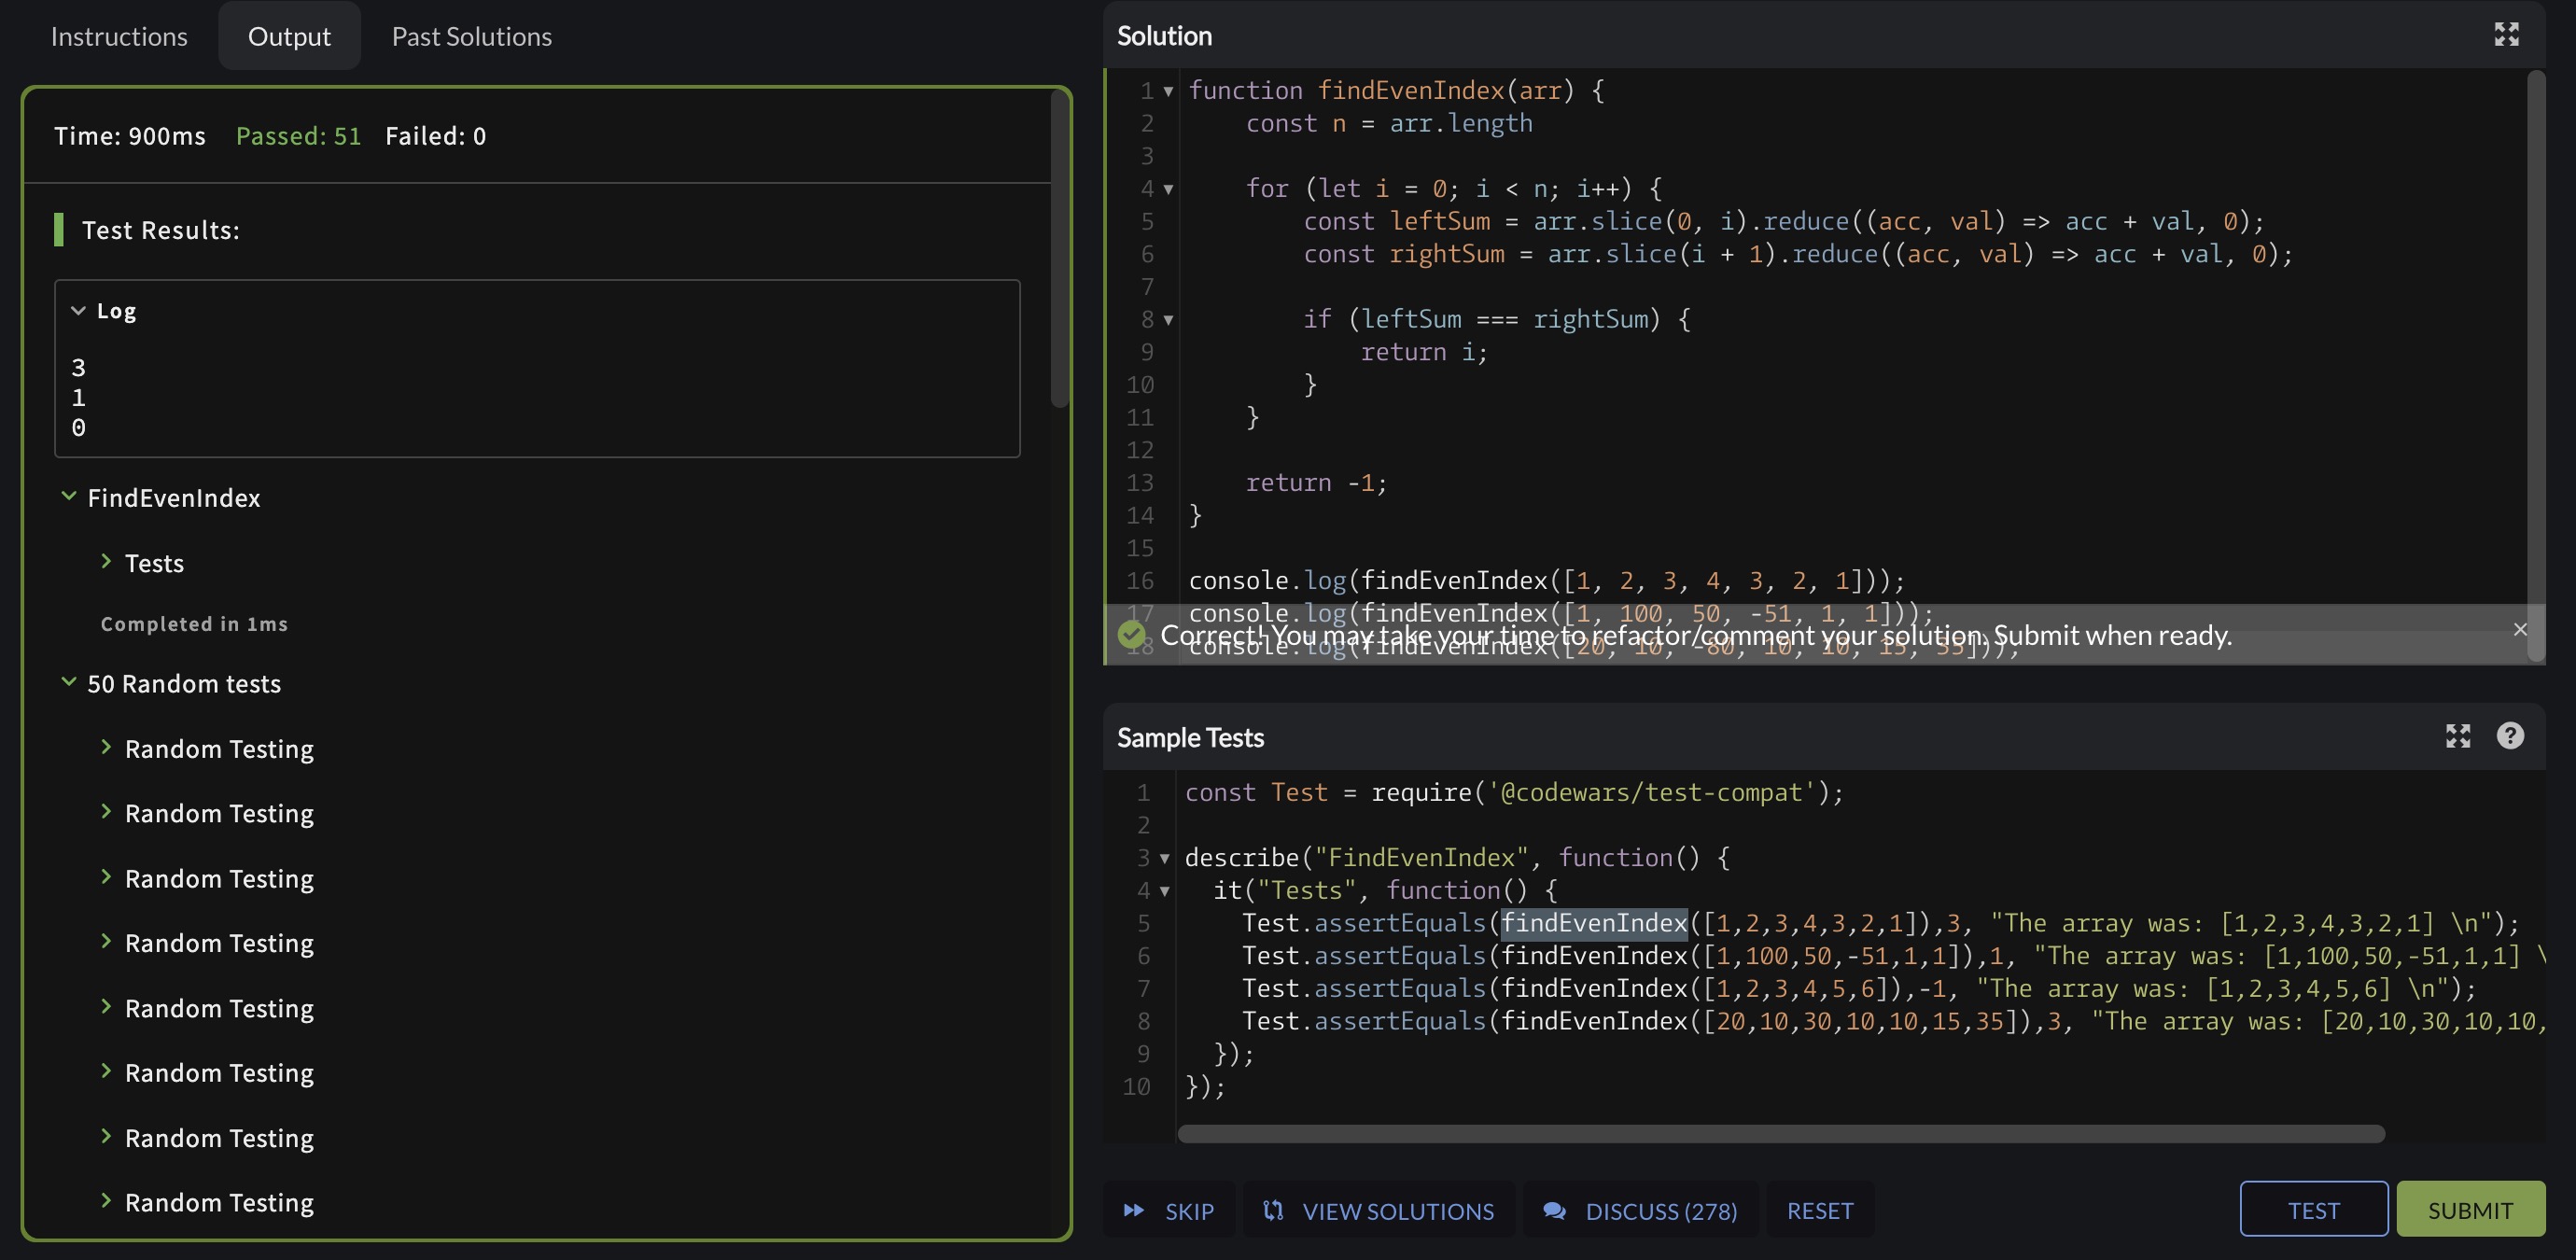 Instructions
Output
Past Solutions
Time: 900ms Passed: 51 Failed: 0
Test Results:
Log
3
1
0
FindEvenIndex
Tests
Completed in 1ms
50 Random tests
Random Testing
Random Testing
Random Testing
Random Testing
Random Testing
Random Testing
Random Testing
Random Testing
Solution
1 function findEvenIndex(arr) {
2 const n = arr.length
3
4 for (let i = 0; i < n; i++) {
5 const leftSum = arr.slice(0, i).reduce((acc, val) => acc + val, 0);
6 const rightSum = arr.slice(i + 1).reduce((acc, val) => acc + val, 0);
7
8 if (leftSum === rightSum) {
9 return i;
10 }
11 }
12
13 return -1;
14 }
15
16 console.log(findEvenIndex([1, 2, 3, 4, 3, 2, 1]));
17 console.log(findEvenIndex([1, 100, 50, -51, 1, 1]));
18 console.log(findEvenIndex([20, 10, -80, 10, 10, 15, 35]));
Correct! You may take your time to refactor/comment your solution. Submit when ready.
Sample Tests
1 const Test = require('@codewars/test-compat');
2
3 describe("FindEvenIndex", function() {
4 it("Tests", function() {
5 Test.assertEquals(findEvenIndex([1,2,3,4,3,2,1]),3, "The array was: [1,2,3,4,3,2,1] \n");
6 Test.assertEquals(findEvenIndex([1,100,50,-51,1,1]),1, "The array was: [1,100,50,-51,1,1] \
7 Test.assertEquals(findEvenIndex([1,2,3,4,5,6]),-1, "The array was: [1,2,3,4,5,6] \n");
8 Test.assertEquals(findEvenIndex([20,10,30,10,10,15,35]),3, "The array was: [20,10,30,10,10,
9 });
10 });
SKIP
VIEW SOLUTIONS
DISCUSS (278)
RESET
TEST
SUBMIT